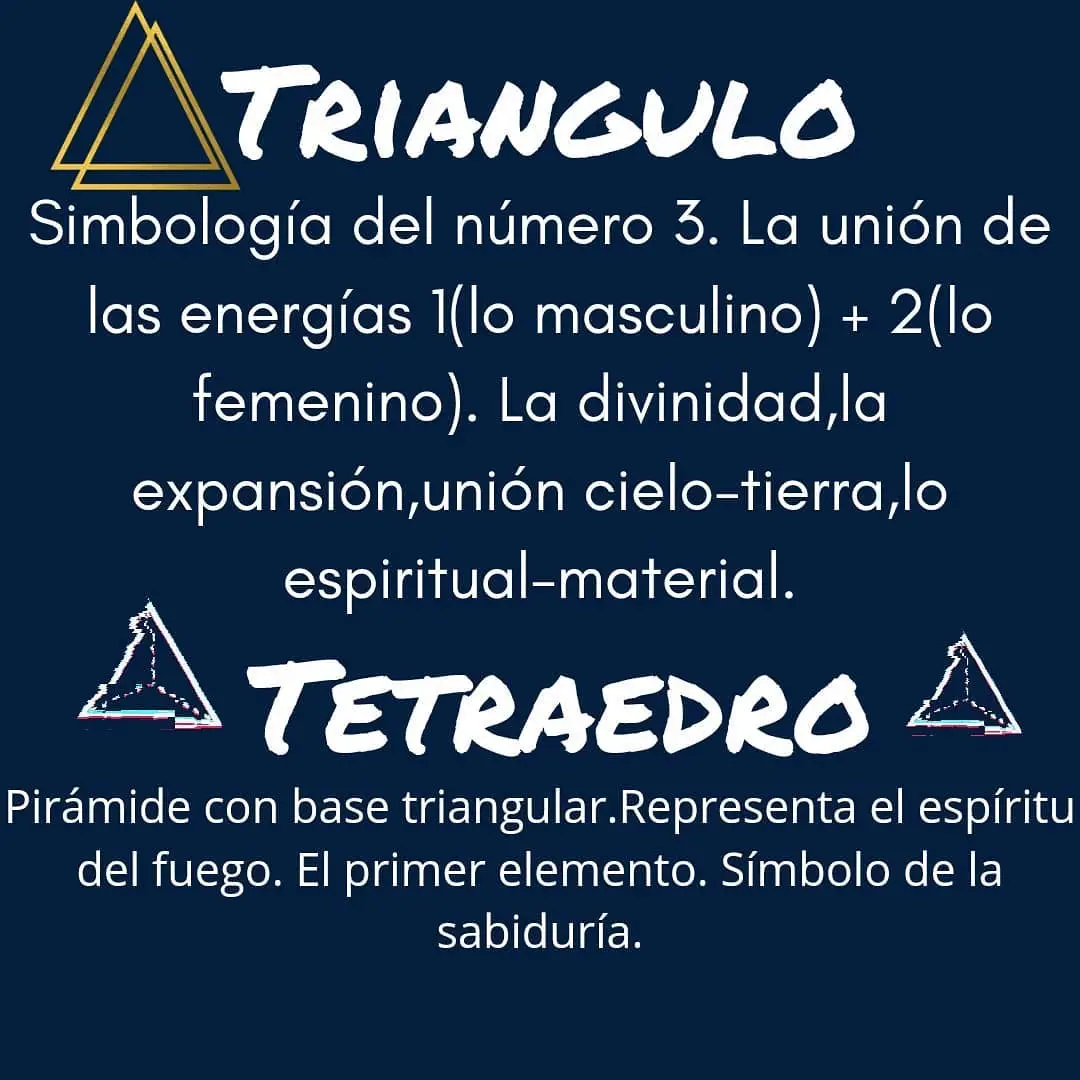 TRIANGULO
Simbología del número 3. La unión de
las energías 1(lo masculino) + 2(lo
femenino). La divinidad,la
expansión,unión cielo-tierra,lo
espiritual-material.
TETRAEDRO
Pirámide con base triangular.Representa el espíritu
del fuego. El primer elemento. Símbolo de la
sabiduría.